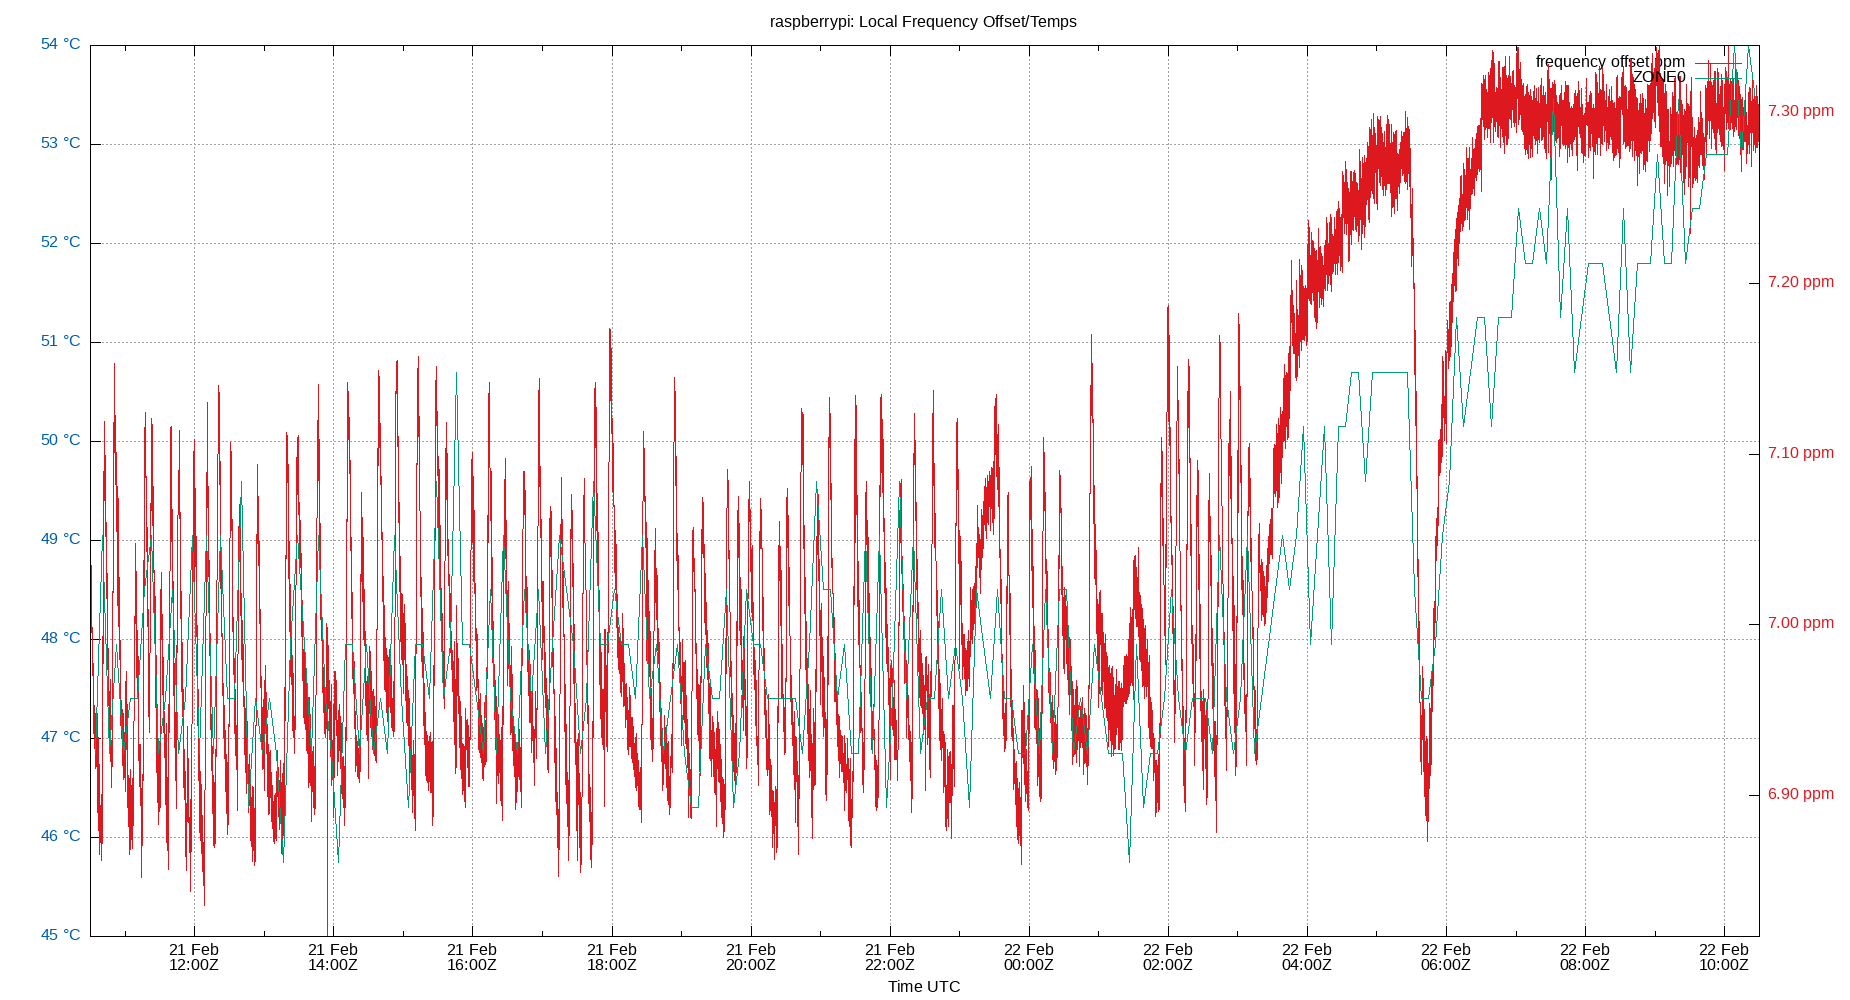 raspberrypi: Local Frequency Offset/Temps
frequency offset ppm
ZONE0
54 °C
53 °C
52 °C
51 °C
50 °C
49 °C
48 °C
47 °C
46 °C
45 °C
7.30 ppm
7.20 ppm
7.10 ppm
7.00 ppm
6.90 ppm
21 Feb 21 Feb 21 Feb 21 Feb 21 Feb 21 Feb 22 Feb 22 Feb 22 Feb 22 Feb 22 Feb 22 Feb
12:00Z 14:00Z 16:00Z 18:00Z 20:00Z 22:00Z 00:00Z 02:00Z 04:00Z 06:00Z 08:00Z 10:00Z
Time UTC